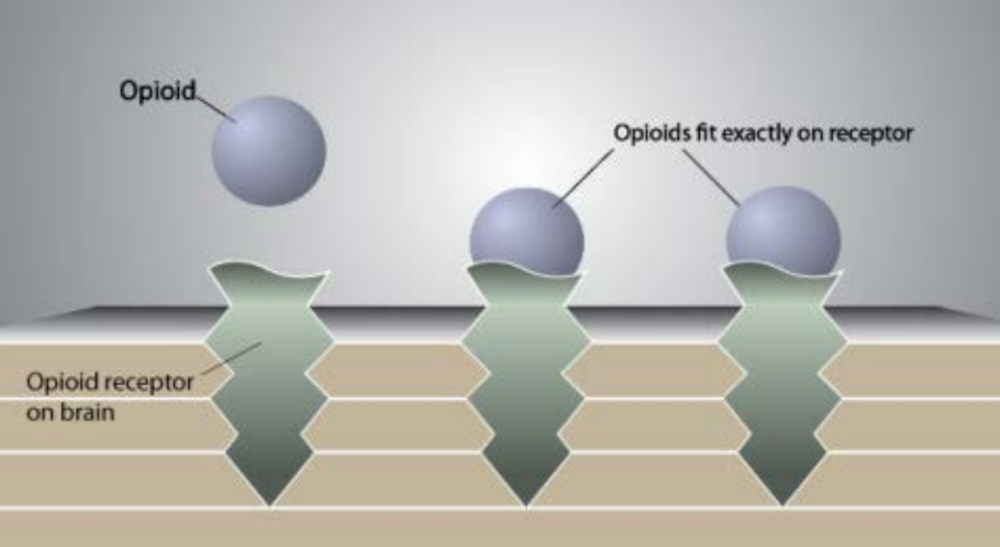 Opioid
Opioids fit exactly on receptor
Opioid receptor
on brain